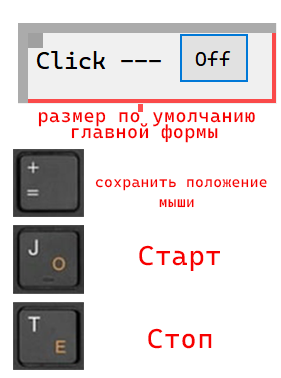 Click --- Off
размер по умолчанию
главной формы
+
=
сохранить положение
мыши
J
О
Старт
T
Е
Стоп